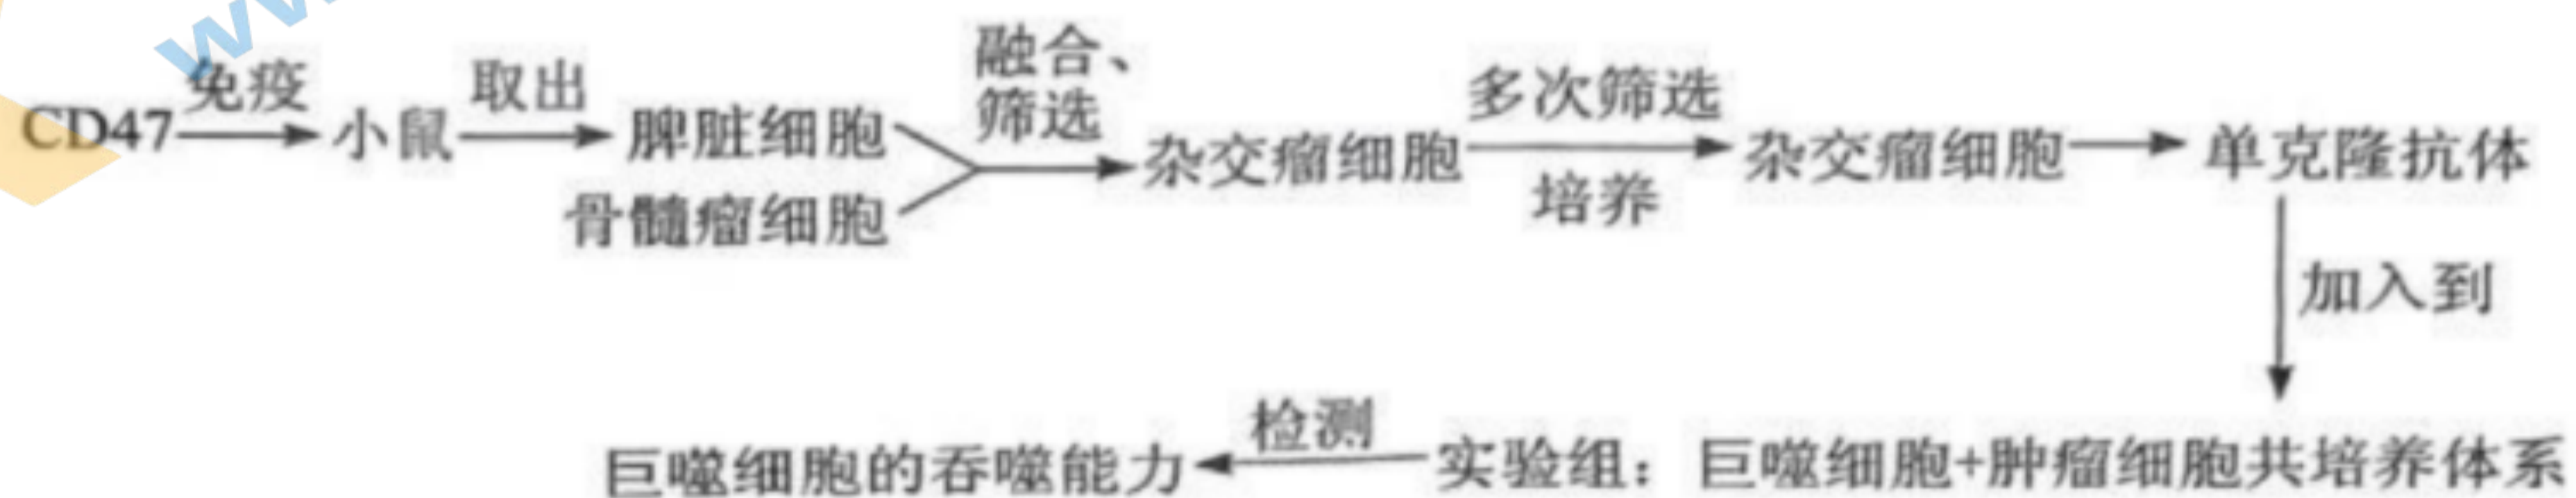 免疫
取出
融合、
筛选
多次筛选
CD47
小鼠
脾脏细胞
骨髓瘤细胞
杂交瘤细胞
培养
杂交瘤细胞
单克隆抗体
加入到
巨噬细胞的吞噬能力
检测
实验组：巨噬细胞+肿瘤细胞共培养体系